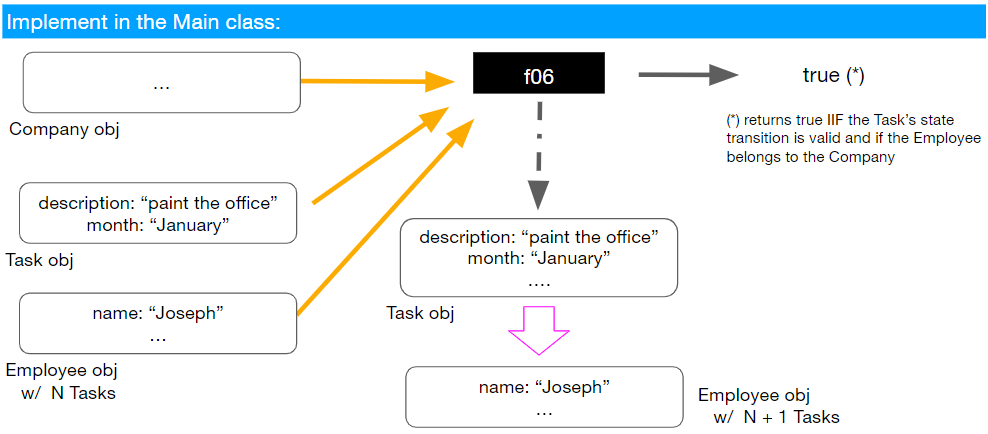 Implement in the Main class:
...
Company obj
description: “paint the office”
month: “January”
Task obj
name: “Joseph”
...
Employee obj
w/ N Tasks
f06
true (*)
(*) returns true IIF the Task’s state
transition is valid and if the Employee
belongs to the Company
description: “paint the office”
month: “January”
....
Task obj
name: “Joseph”
...
Employee obj
w/ N + 1 Tasks